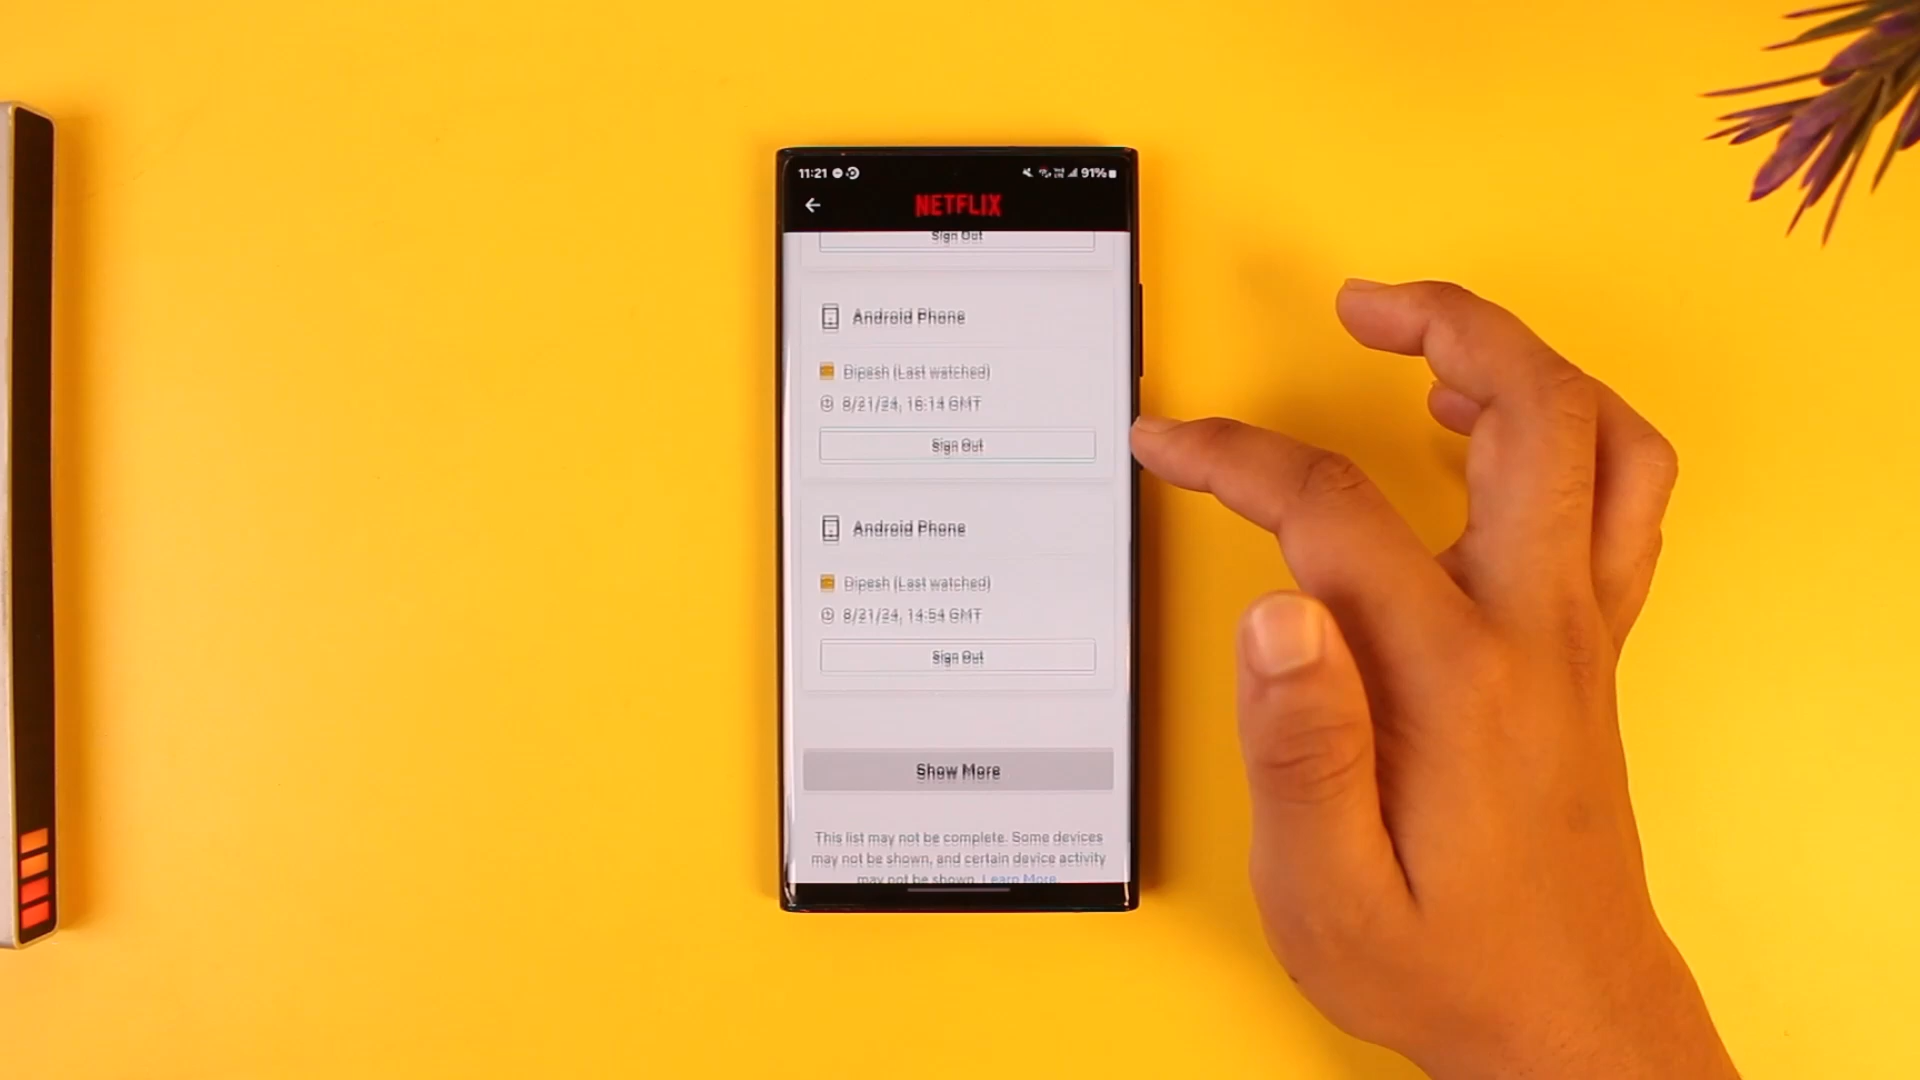 11:21 91%
NETFLIX
Sign Out
Android Phone
Dipesh (Last watched)
8/21/24, 16:14 GMT
Sign Out
Android Phone
Dipesh (Last watched)
8/21/24, 14:54 GMT
Sign Out
Show More
This list may not be complete. Some devices
may not be shown, and certain device activity
may not be shown. Learn More.